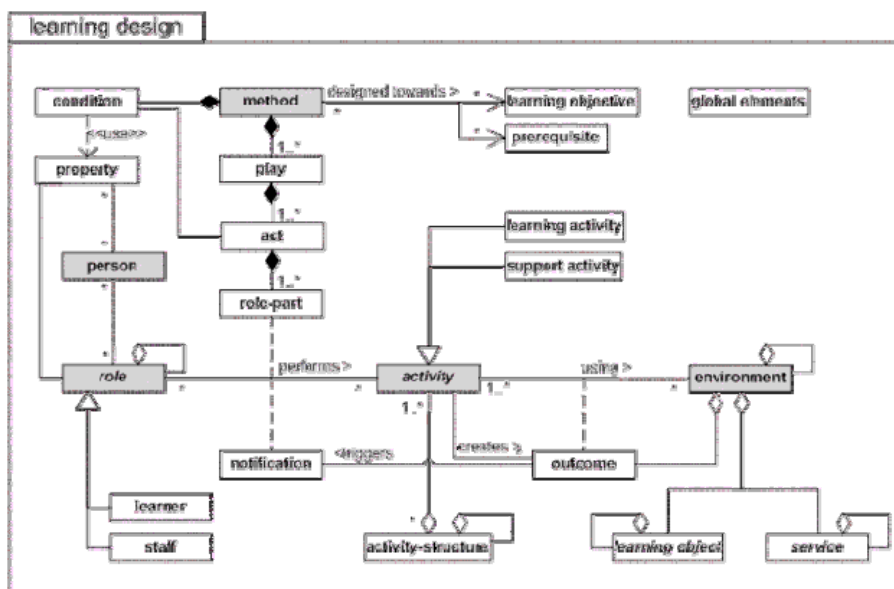 learning design
condition
method
designed towards >
*
*
learning objective
global elements
<<use>>
*
prerequisite
1..*
property
play
*
1..*
learning activity
act
*
person
support activity
*
1..*
role-part
*
performs >
using >
role
activity
environment
*
*
1..*
*
1..*
creates >
notification
<triggers
outcome
learner
*
staff
activity-structure
learning object
service